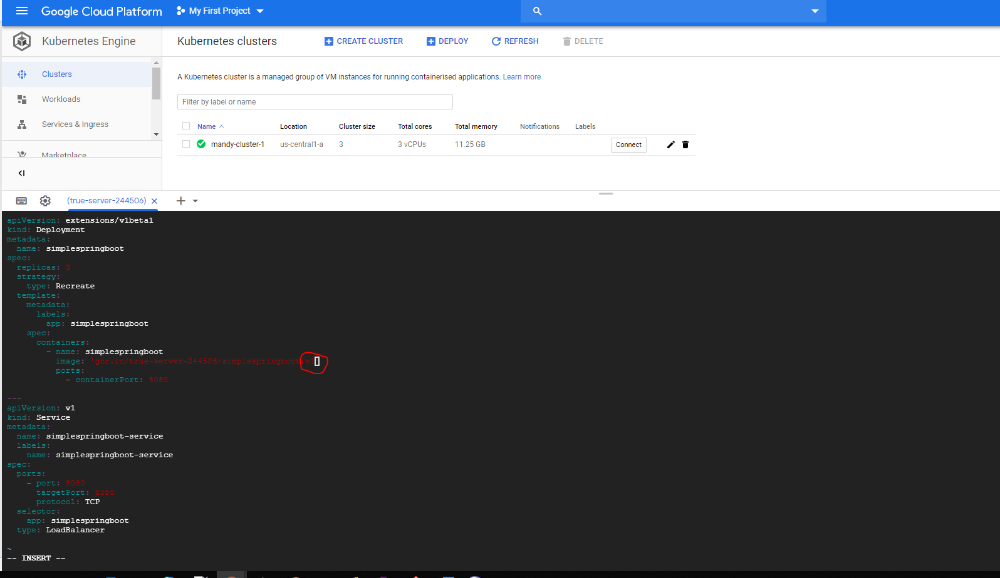 Google Cloud Platform My First Project
Kubernetes Engine
Kubernetes clusters CREATE CLUSTER DEPLOY REFRESH DELETE
Clusters
Workloads
Services & Ingress
Marketplace
A Kubernetes cluster is a managed group of VM instances for running containerised applications. Learn more
Filter by label or name
Name Location Cluster size Total cores Total memory Notifications Labels
mandy-cluster-1 us-central1-a 3 3 vCPUs 11.25 GB Connect
(true-server-244506)
apiVersion: extensions/v1beta1
kind: Deployment
metadata:
  name: simplespringboot
spec:
  replicas: 3
  strategy:
    type: Recreate
  template:
    metadata:
      labels:
        app: simplespringboot
    spec:
      containers:
        - name: simplespringboot
          image: 'gcr.io/true-server-244506/simplespringboot:v1
          ports:
            - containerPort: 8080
---
apiVersion: v1
kind: Service
metadata:
  name: simplespringboot-service
  labels:
    name: simplespringboot-service
spec:
  ports:
    - port: 8080
      targetPort: 8080
      protocol: TCP
  selector:
    app: simplespringboot
  type: LoadBalancer
~
-- INSERT --